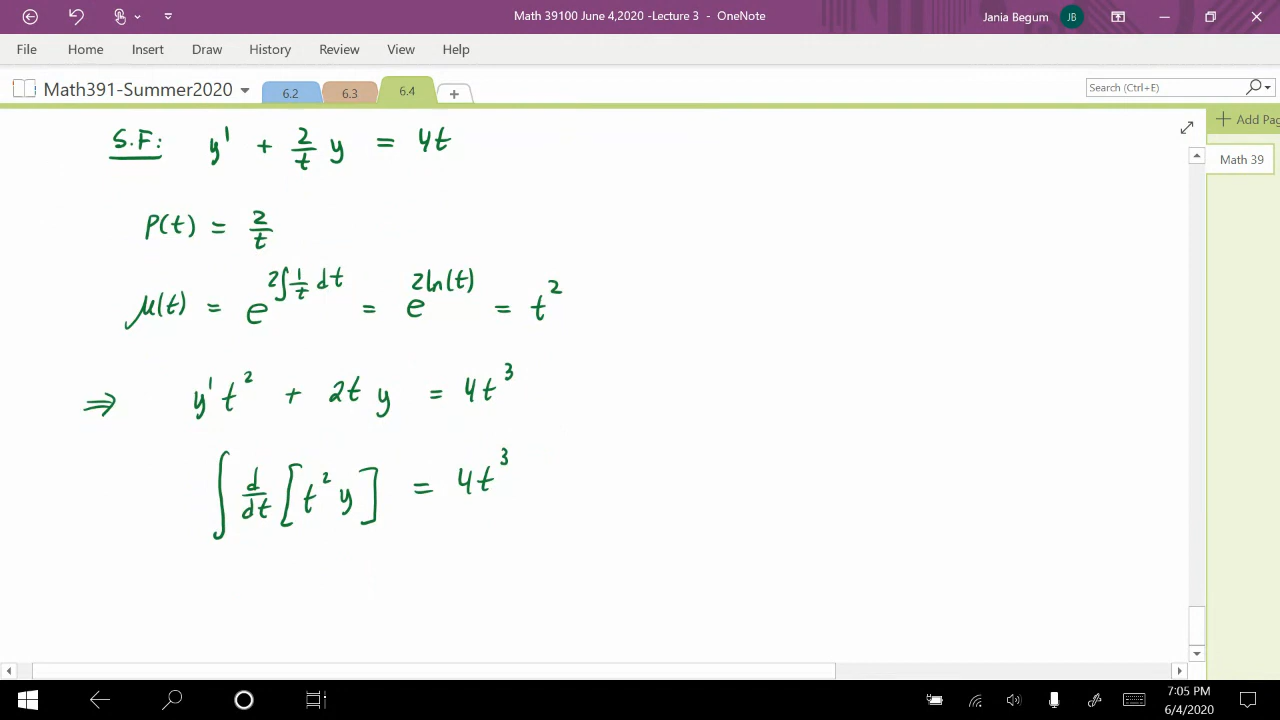 Math 39100 June 4,2020 -Lecture 3 - OneNote
Jania Begum JB
File Home Insert Draw History Review View Help
Math391-Summer2020 6.2 6.3 6.4 +
Search (Ctrl+E)
Add Pag
Math 39
S.F: y' + 2/t y = 4t
P(t) = 2/t
μ(t) = e^{2∫ 1/t dt} = e^{2ln(t)} = t^2
⇒ y' t^2 + 2t y = 4t^3
∫ d/dt [t^2 y] = 4t^3
7:05 PM
6/4/2020